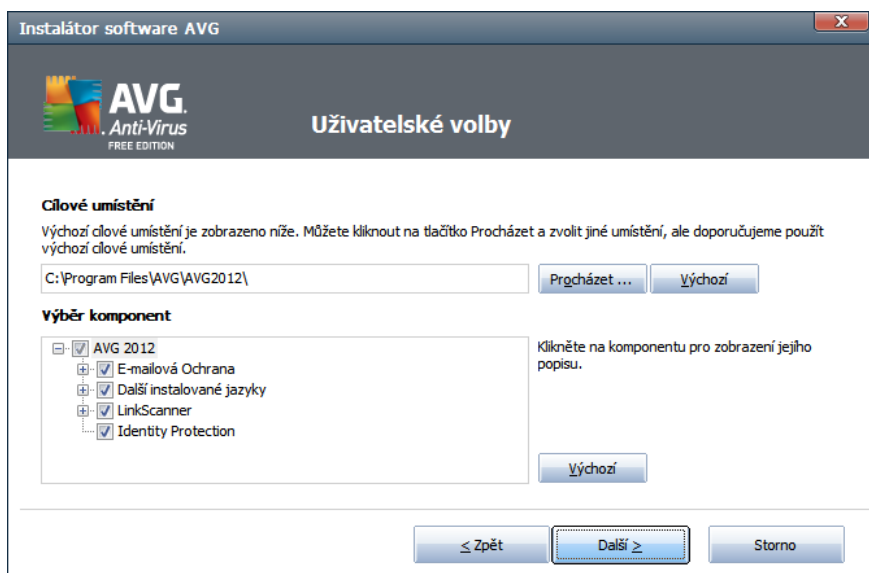 Instalátor software AVG
X
AVG.
Anti-Virus
FREE EDITION
Uživatelské volby
Cílové umístění
Výchozí cílové umístění je zobrazeno níže. Můžete kliknout na tlačítko Procházet a zvolit jiné umístění, ale doporučujeme použít
výchozí cílové umístění.
C:\Program Files\AVG\AVG2012\
Procházet ...
Výchozí
Výběr komponent
AVG 2012
E-mailová Ochrana
Další instalované jazyky
LinkScanner
Identity Protection
Klikněte na komponentu pro zobrazení jejího
popisu.
Výchozí
< Zpět
Další >
Storno